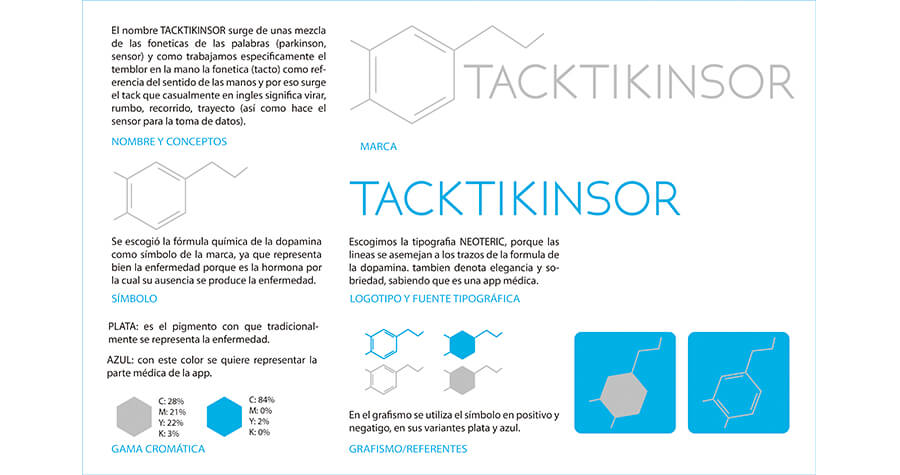 El nombre TACKTIKINSOR surge de unas mezcla
de las foneticas de las palabras (parkinson,
sensor) y como trabajamos especificamente el
temblor en la mano la fonetica (tacto) como ref-
erencia del sentido de las manos y por eso surge
el tack que casualmente en ingles significa virar,
rumbo, recorrido, trayecto (así como hace el
sensor para la toma de datos).
NOMBRE Y CONCEPTOS
TACKTIKINSOR
MARCA
Se escogió la fórmula química de la dopamina
como símbolo de la marca, ya que representa
bien la enfermedad porque es la hormona por
la cual su ausencia se produce la enfermedad.
SÍMBOLO
TACKTIKINSOR
Escogimos la tipografia NEOTERIC, porque las
lineas se asemejan a los trazos de la formula de
la dopamina. tambien denota elegancia y so-
briedad, sabiendo que es una app médica.
LOGOTIPO Y FUENTE TIPOGRÁFICA
PLATA: es el pigmento con que tradicional-
mente se representa la enfermedad.
AZUL: con este color se quiere representar la
parte médica de la app.
C: 28%
M: 21%
Y: 22%
K: 3%
C: 84%
M: 0%
Y: 2%
K: 0%
GAMA CROMÁTICA
En el grafismo se utiliza el símbolo en positivo y
negatigo, en sus variantes plata y azul.
GRAFISMO/REFERENTES